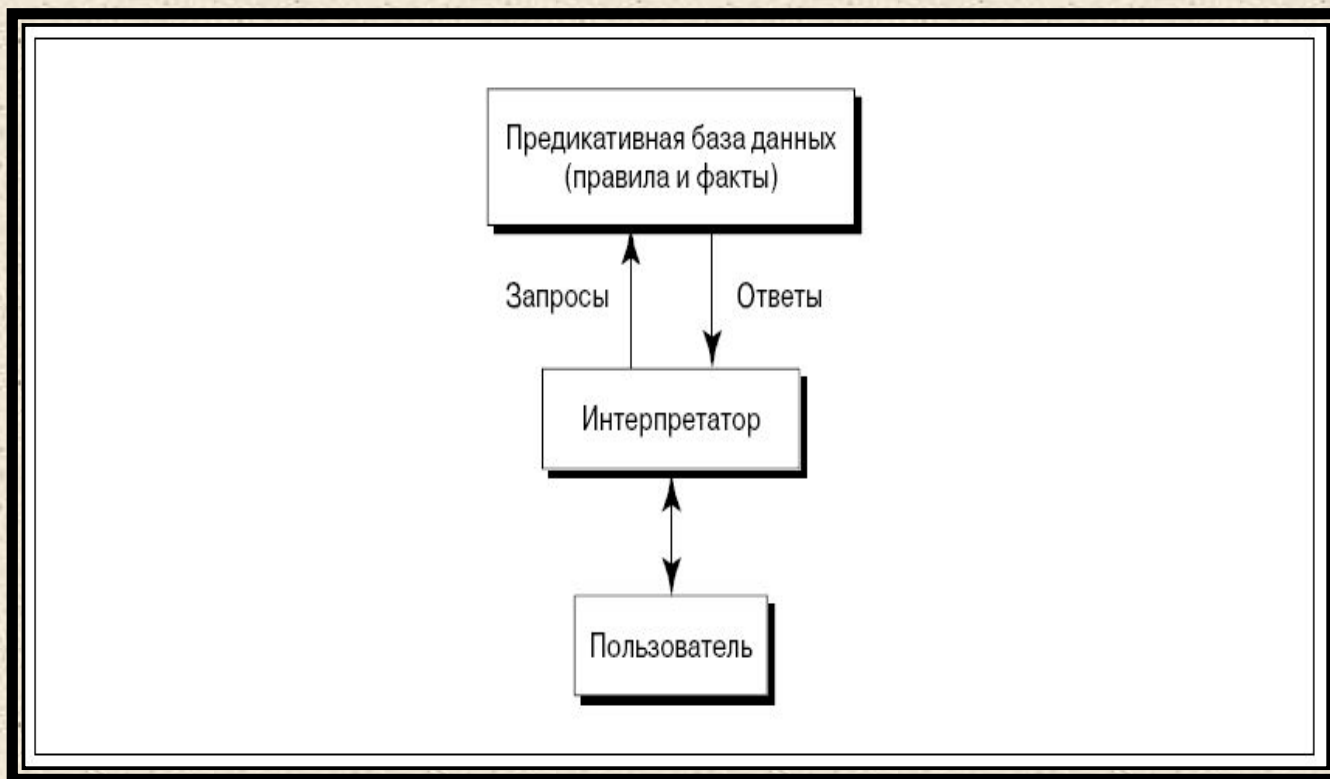 Предикативная база данных
(правила и факты)
Запросы
Ответы
Интерпретатор
Пользователь